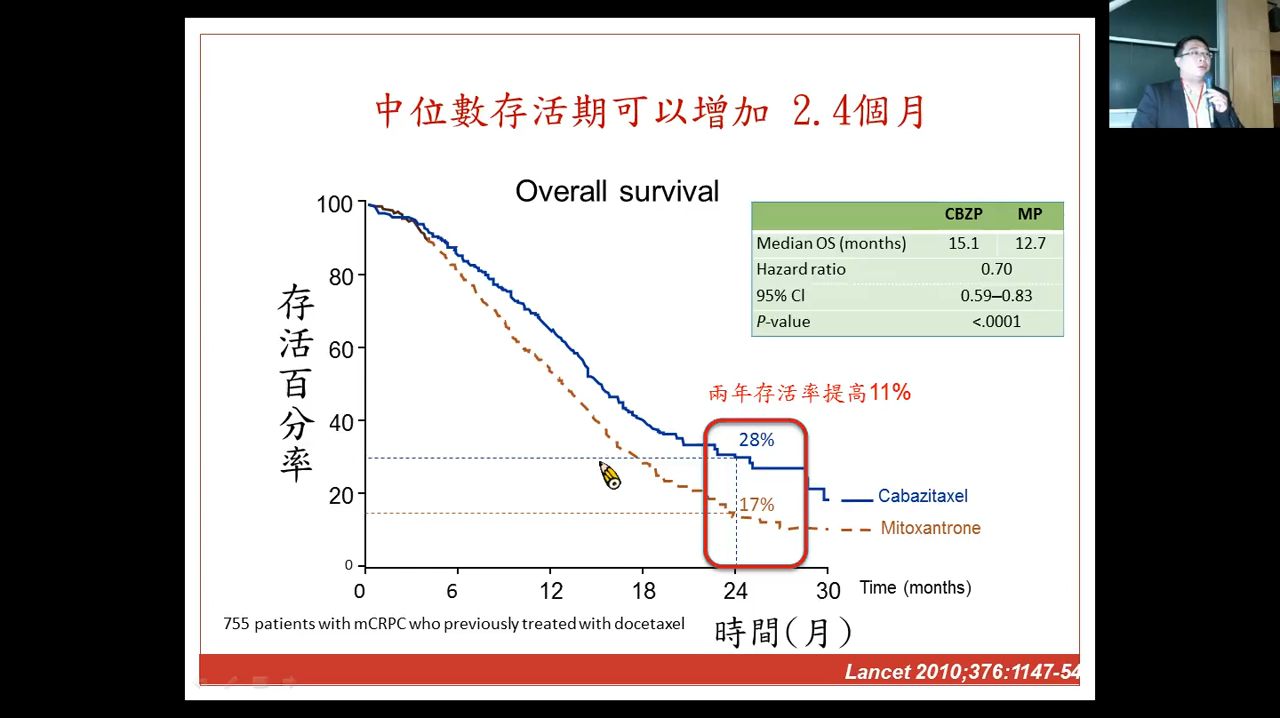 中位數存活期可以增加 2.4個月
Overall survival
CBZP MP
Median OS (months) 15.1 12.7
Hazard ratio 0.70
95% CI 0.59–0.83
P-value <.0001
存活百分率
100
80
60
40
20
0
兩年存活率提高11%
28%
17%
Cabazitaxel
Mitoxantrone
0 6 12 18 24 30 Time (months)
755 patients with mCRPC who previously treated with docetaxel
時間(月)
Lancet 2010;376:1147-54